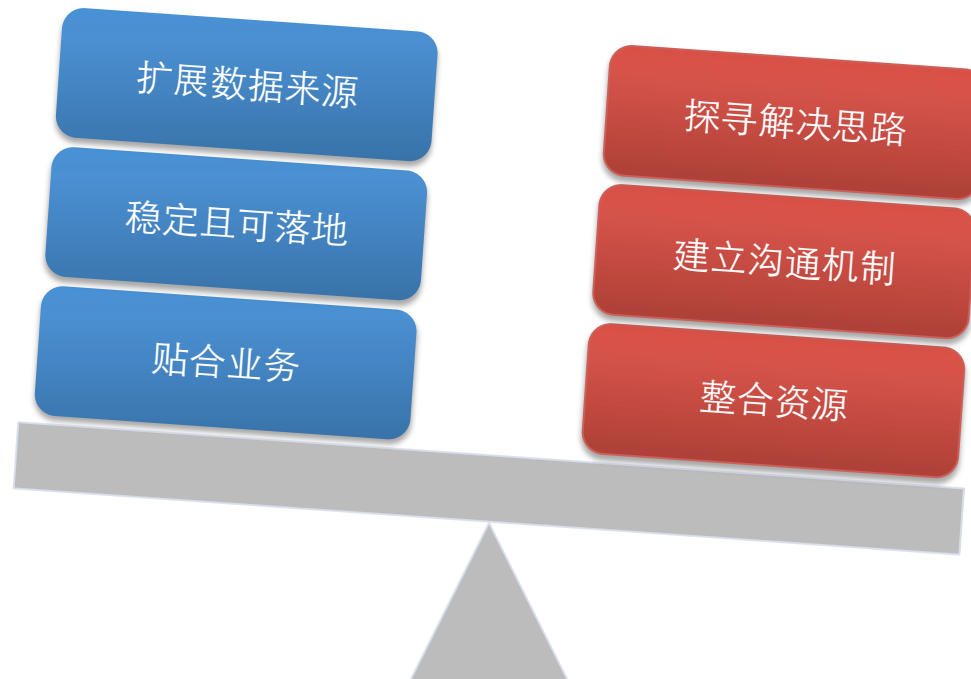 扩展数据来源
稳定且可落地
贴合业务
探寻解决思路
建立沟通机制
整合资源